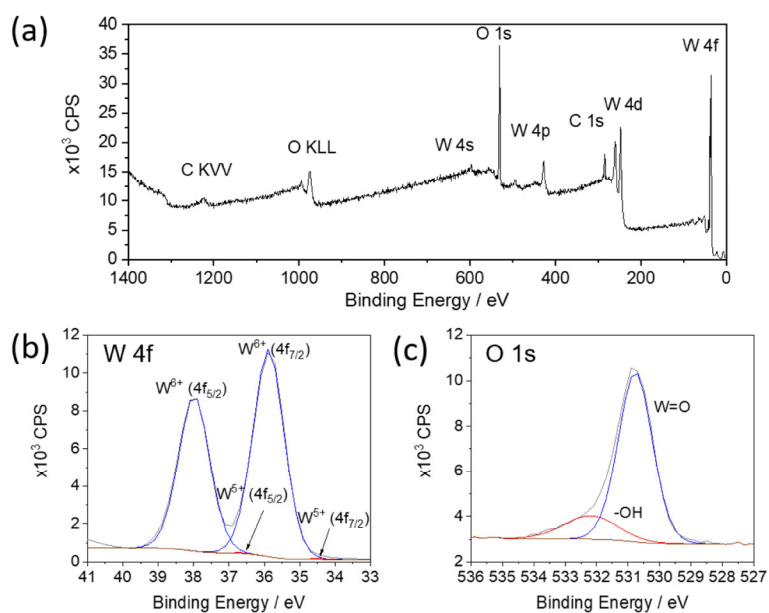 (a)
40
35
30
25
20
15
10
5
0
x10³ CPS
C KVV
O KLL
W 4s
O 1s
W 4p
C 1s
W 4d
W 4f
1400 1200 1000 800 600 400 200 0
Binding Energy / eV
(b)
W 4f
12
10
8
6
4
2
0
x10³ CPS
W⁶⁺ (4f₅/₂)
W⁶⁺ (4f₇/₂)
W⁵⁺ (4f₅/₂)
W⁵⁺ (4f₇/₂)
41 40 39 38 37 36 35 34 33
Binding Energy / eV
(c)
O 1s
12
10
8
6
4
2
x10³ CPS
W=O
-OH
536 535 534 533 532 531 530 529 528 527
Binding Energy / eV